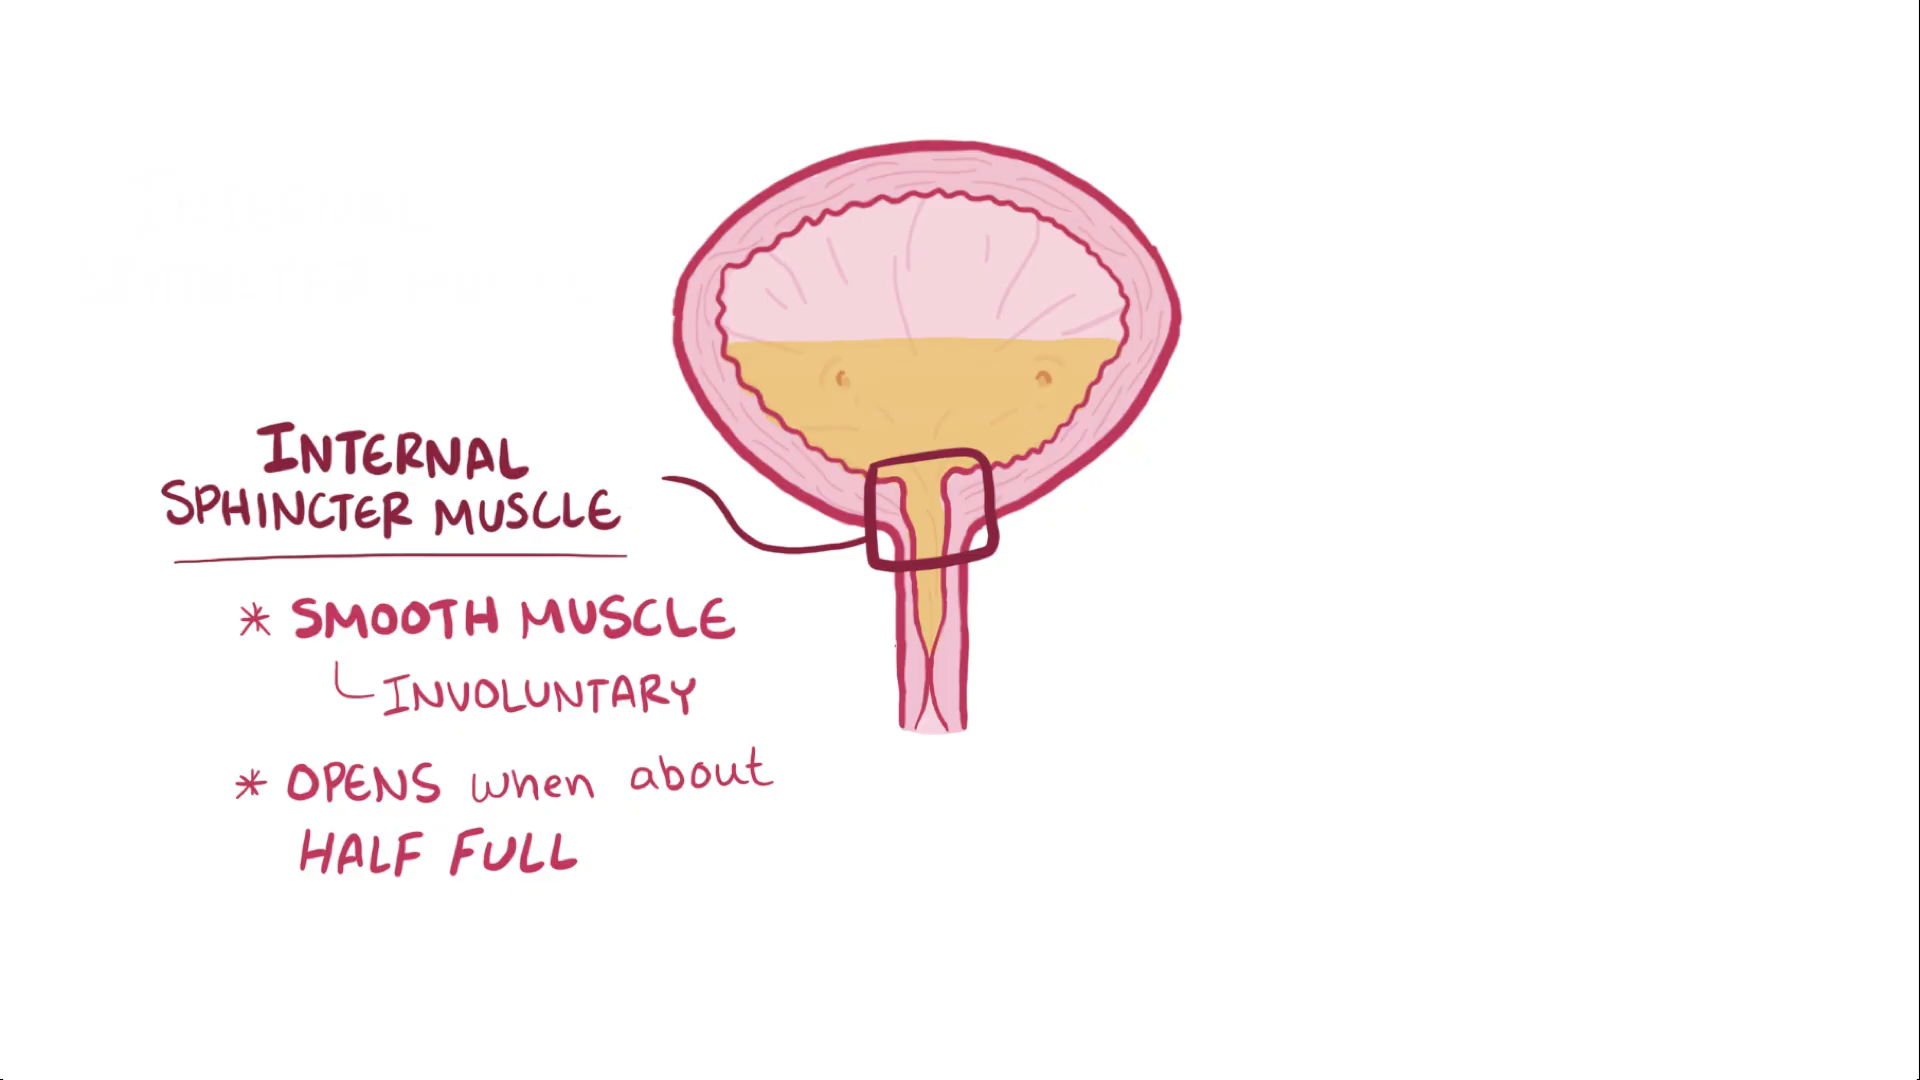 INTERNAL
SPHINCTER MUSCLE
* SMOOTH MUSCLE
INVOLUNTARY
* OPENS when about
HALF FULL